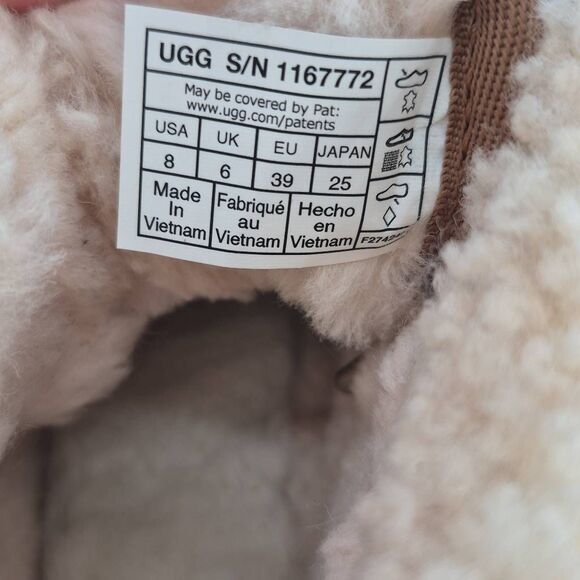 UGG S/N 1167772
May be covered by Pat:
www.ugg.com/patents
USA UK EU JAPAN
8 6 39 25
Made In Vietnam
Fabriqué au Vietnam
Hecho en Vietnam